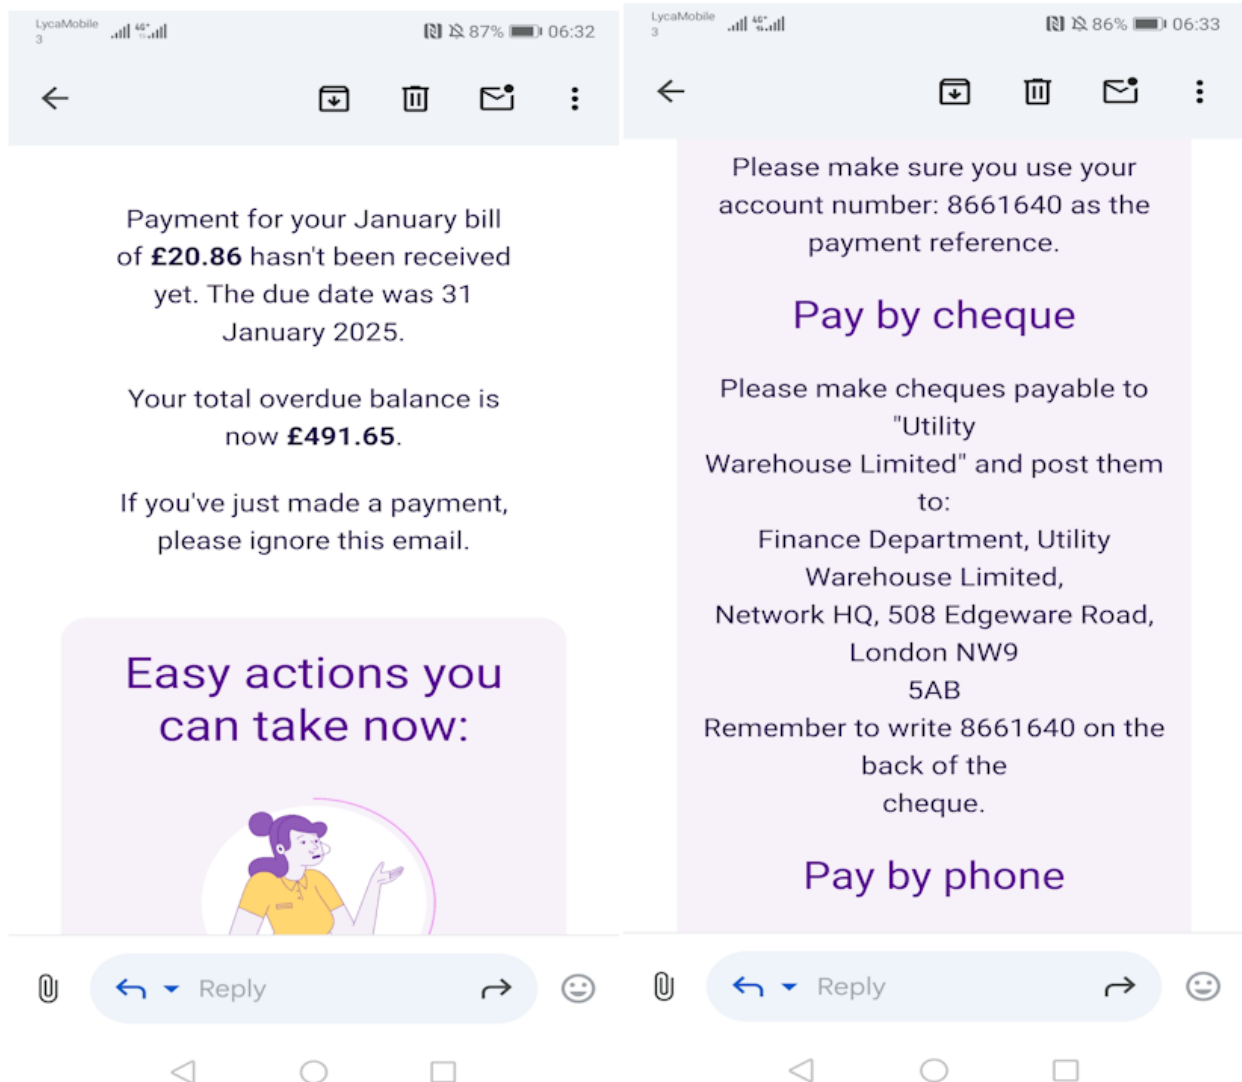 LycaMobile
3
4G+
87%
06:32
Payment for your January bill
of £20.86 hasn't been received
yet. The due date was 31
January 2025.
Your total overdue balance is
now £491.65.
If you've just made a payment,
please ignore this email.
Easy actions you
can take now:
Reply
LycaMobile
3
4G+
86%
06:33
Please make sure you use your
account number: 8661640 as the
payment reference.
Pay by cheque
Please make cheques payable to
"Utility
Warehouse Limited" and post them
to:
Finance Department, Utility
Warehouse Limited,
Network HQ, 508 Edgeware Road,
London NW9
5AB
Remember to write 8661640 on the
back of the
cheque.
Pay by phone
Reply